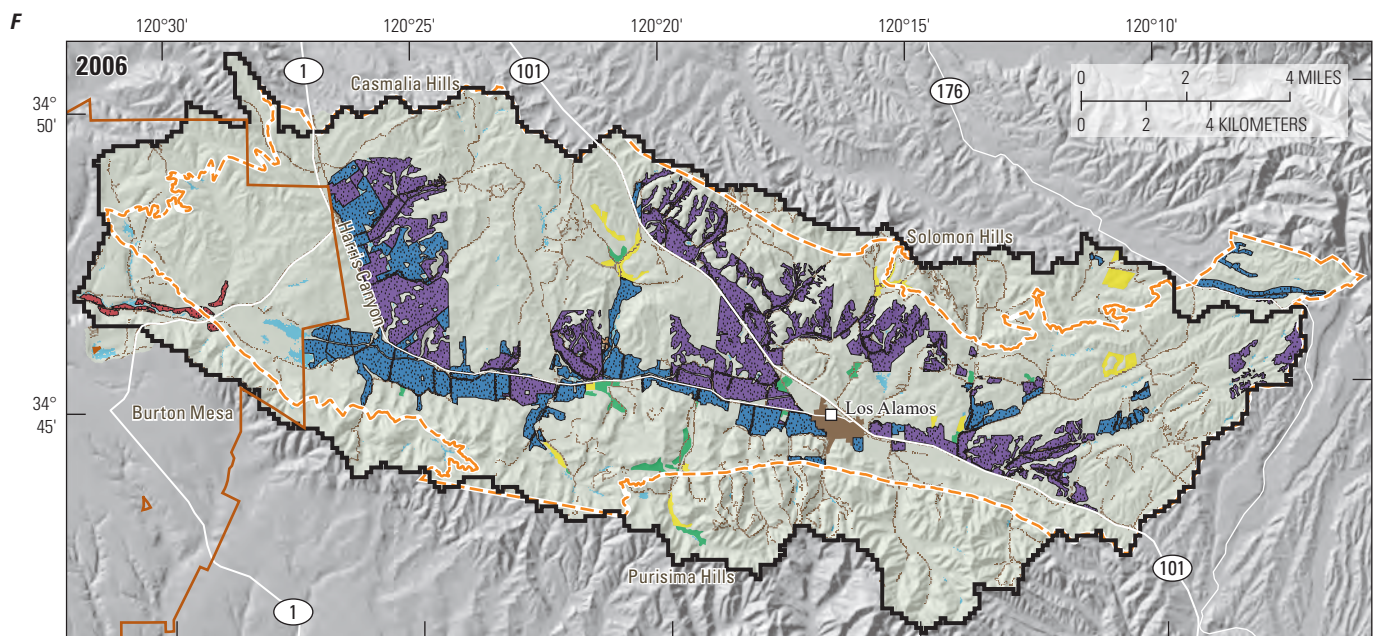 F
120°30' 120°25' 120°20' 120°15' 120°10'
2006
1
101
Casmalia Hills
176
0 2 4 MILES
0 2 4 KILOMETERS
34°
50'
Harris Canyon
Solomon Hills
34°
45'
Burton Mesa
Los Alamos
Purisima Hills
1
101